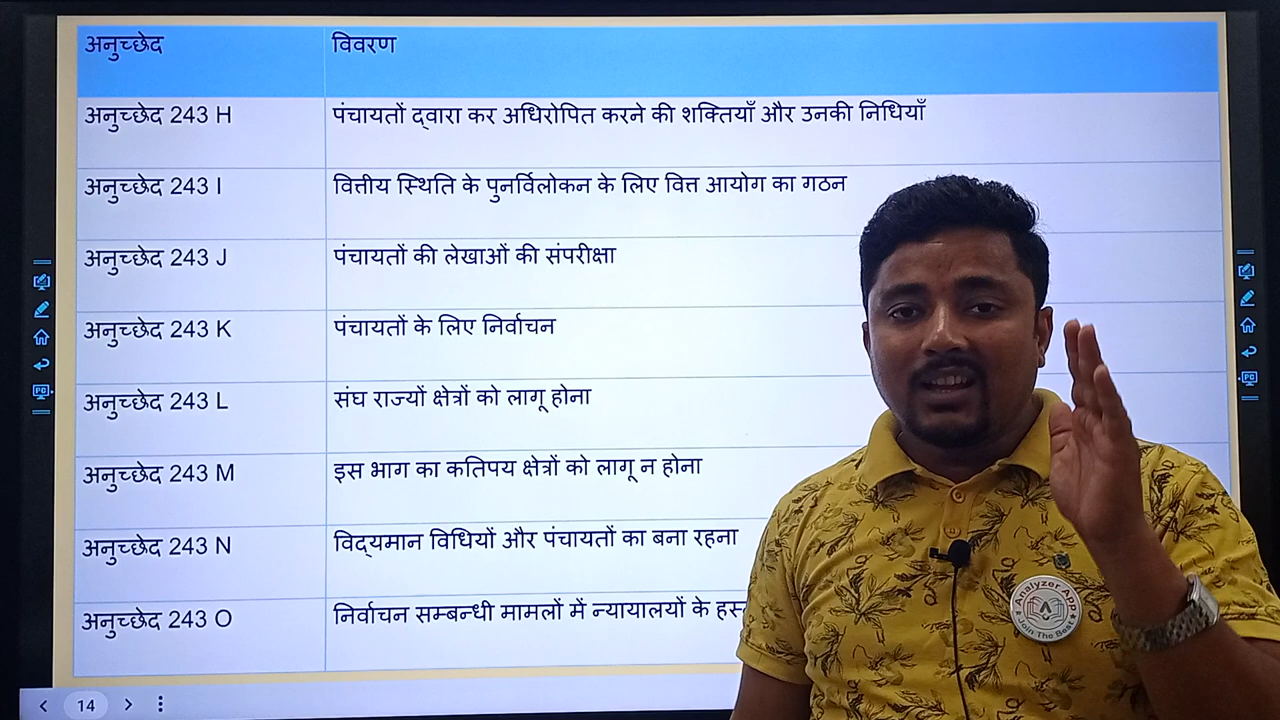 अनुच्छेद विवरण
अनुच्छेद 243 H पंचायतों द्वारा कर अधिरोपित करने की शक्तियाँ और उनकी निधियाँ
अनुच्छेद 243 I वित्तीय स्थिति के पुनर्विलोकन के लिए वित्त आयोग का गठन
अनुच्छेद 243 J पंचायतों की लेखाओं की संपरीक्षा
अनुच्छेद 243 K पंचायतों के लिए निर्वाचन
अनुच्छेद 243 L संघ राज्यों क्षेत्रों को लागू होना
अनुच्छेद 243 M इस भाग का कतिपय क्षेत्रों को लागू न होना
अनुच्छेद 243 N विद्यमान विधियों और पंचायतों का बना रहना
अनुच्छेद 243 O निर्वाचन सम्बन्धी मामलों में न्यायालयों के
14
PC
PC
Analyzer App
Join The Best